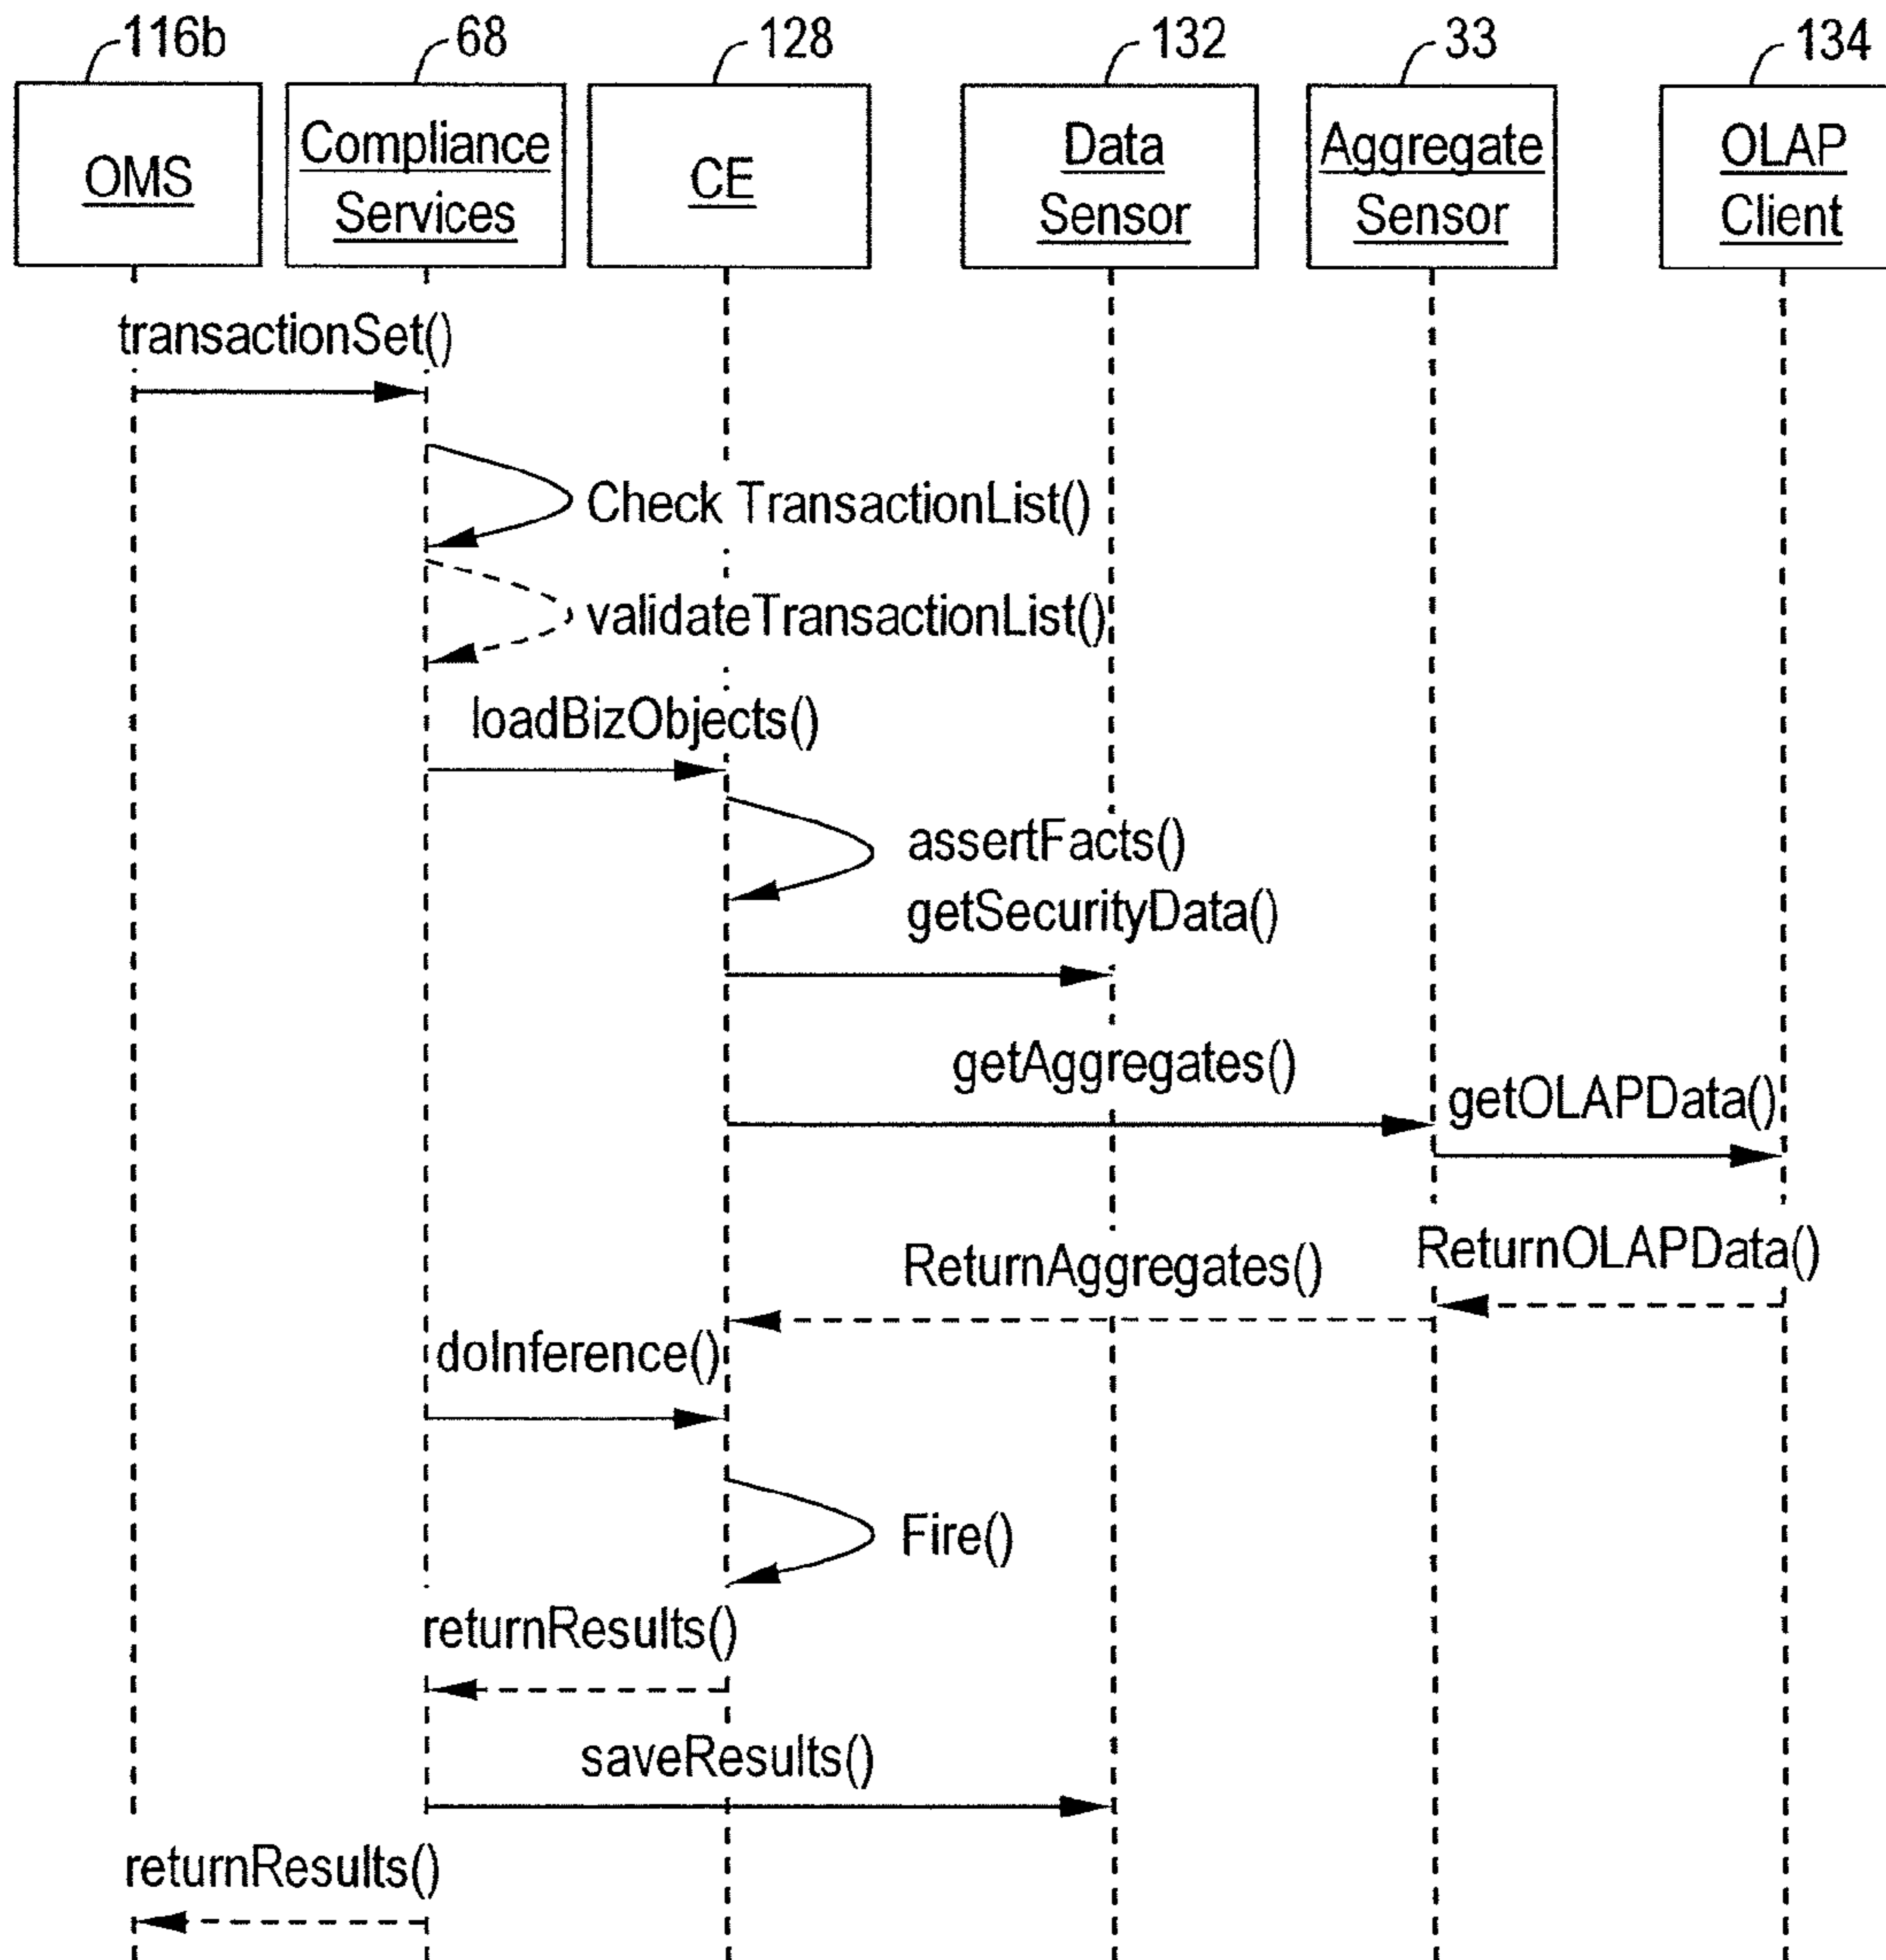 116b
68
128
132
33
134
OMS
Compliance
Services
CE
Data
Sensor
Aggregate
Sensor
OLAP
Client
transactionSet()
Check TransactionList()
validateTransactionList()
loadBizObjects()
assertFacts()
getSecurityData()
getAggregates()
getOLAPData()
ReturnOLAPData()
ReturnAggregates()
doInference()
Fire()
returnResults()
saveResults()
returnResults()